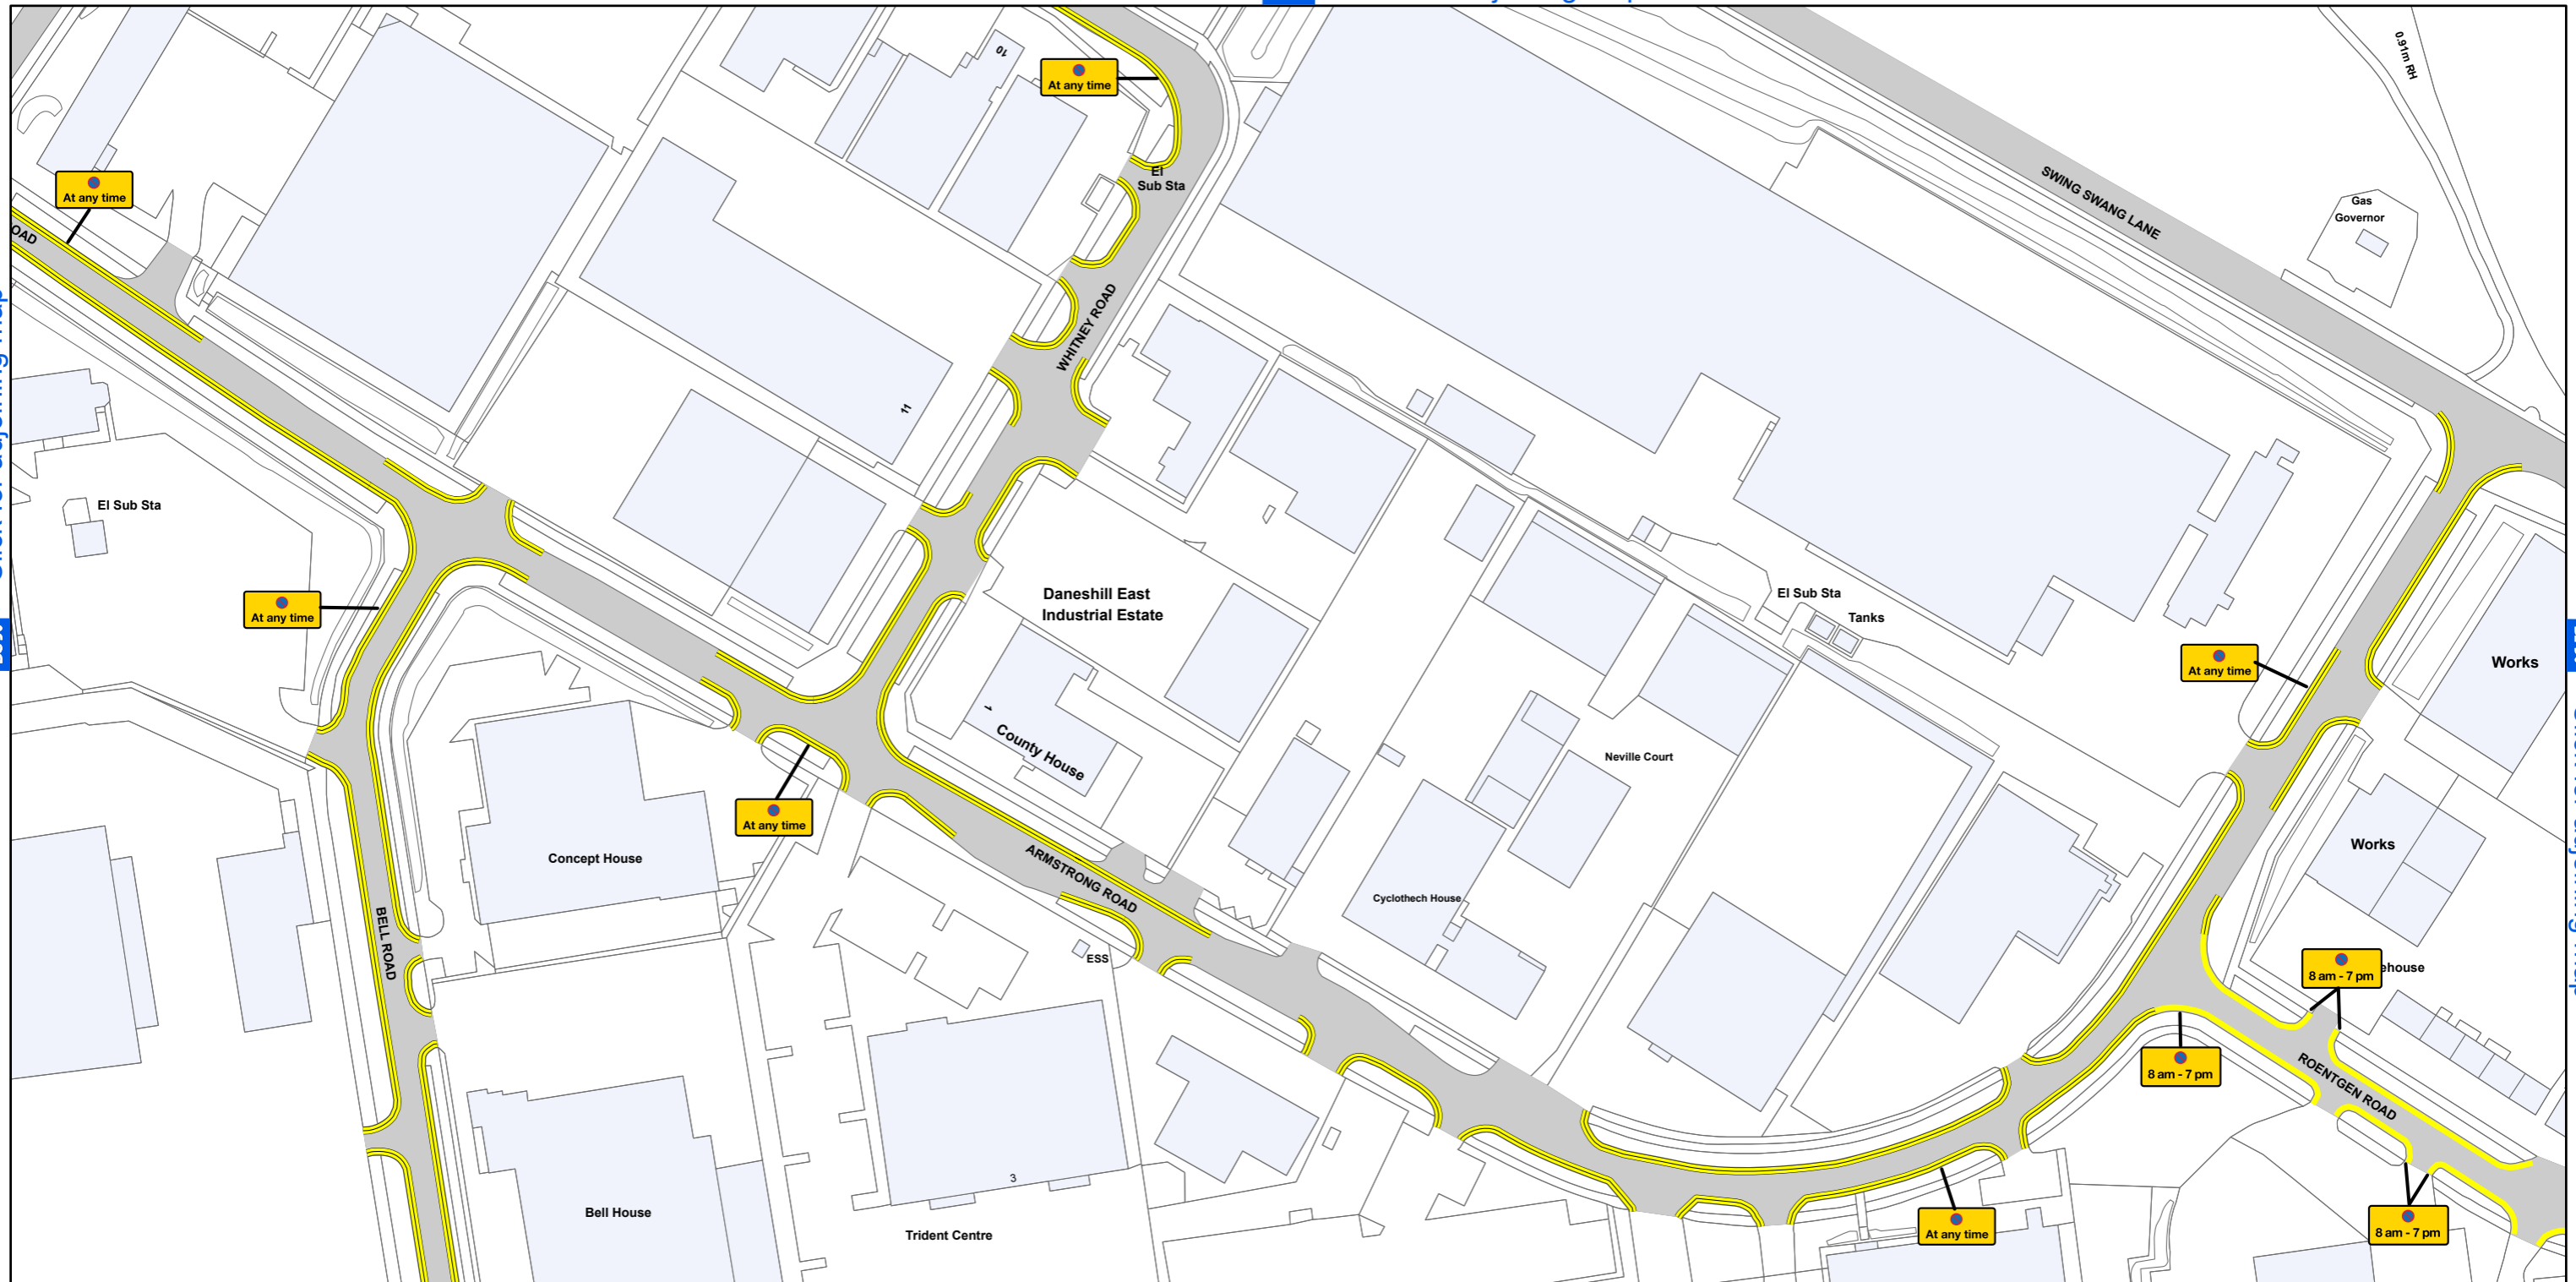 10
At any time
0.91m RH
At any time
El
Sub Sta
SWING SWANG LANE
Gas
Governor
OAD
WHITNEY ROAD
11
El Sub Sta
At any time
Daneshill East
Industrial Estate
El Sub Sta
Tanks
At any time
Works
1
County House
Neville Court
At any time
Works
Concept House
ARMSTRONG ROAD
Cyclothech House
BELL ROAD
ESS
8 am - 7 pm
ehouse
8 am - 7 pm
ROENTGEN ROAD
3
Bell House
Trident Centre
At any time
8 am - 7 pm